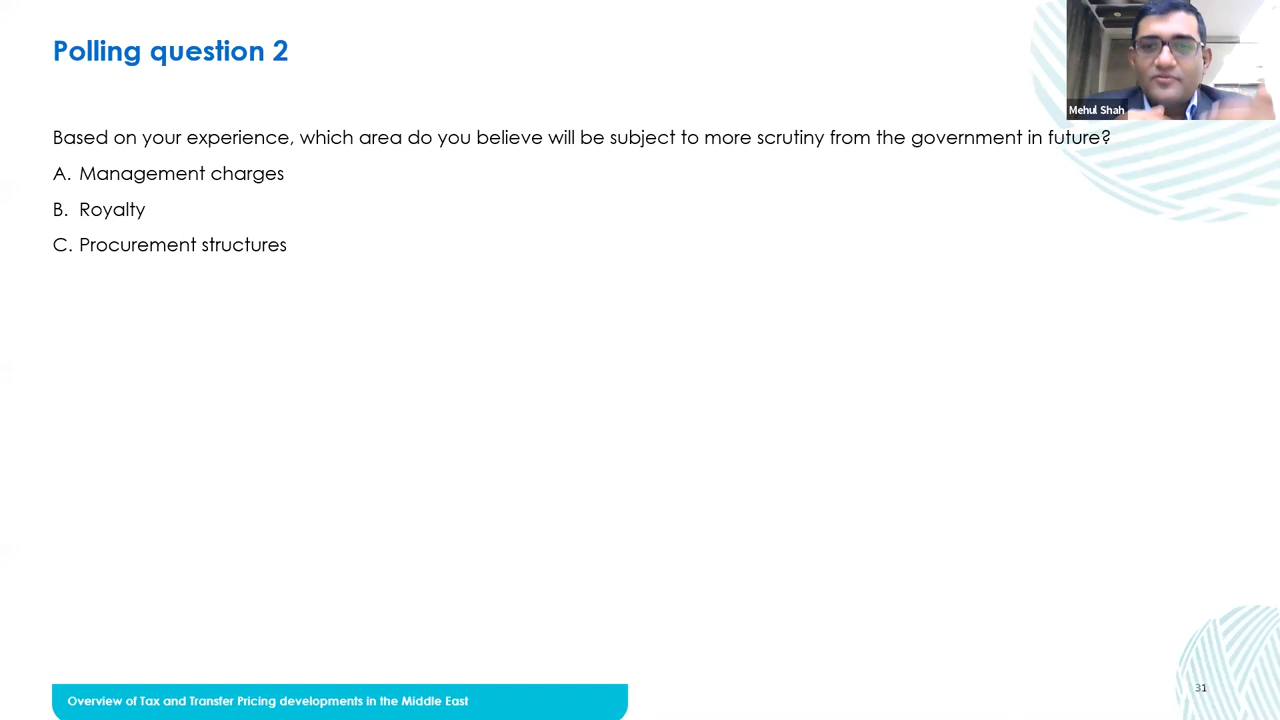 Polling question 2
Mehul Shah
Based on your experience, which area do you believe will be subject to more scrutiny from the government in future?
A. Management charges
B. Royalty
C. Procurement structures
Overview of Tax and Transfer Pricing developments in the Middle East
31